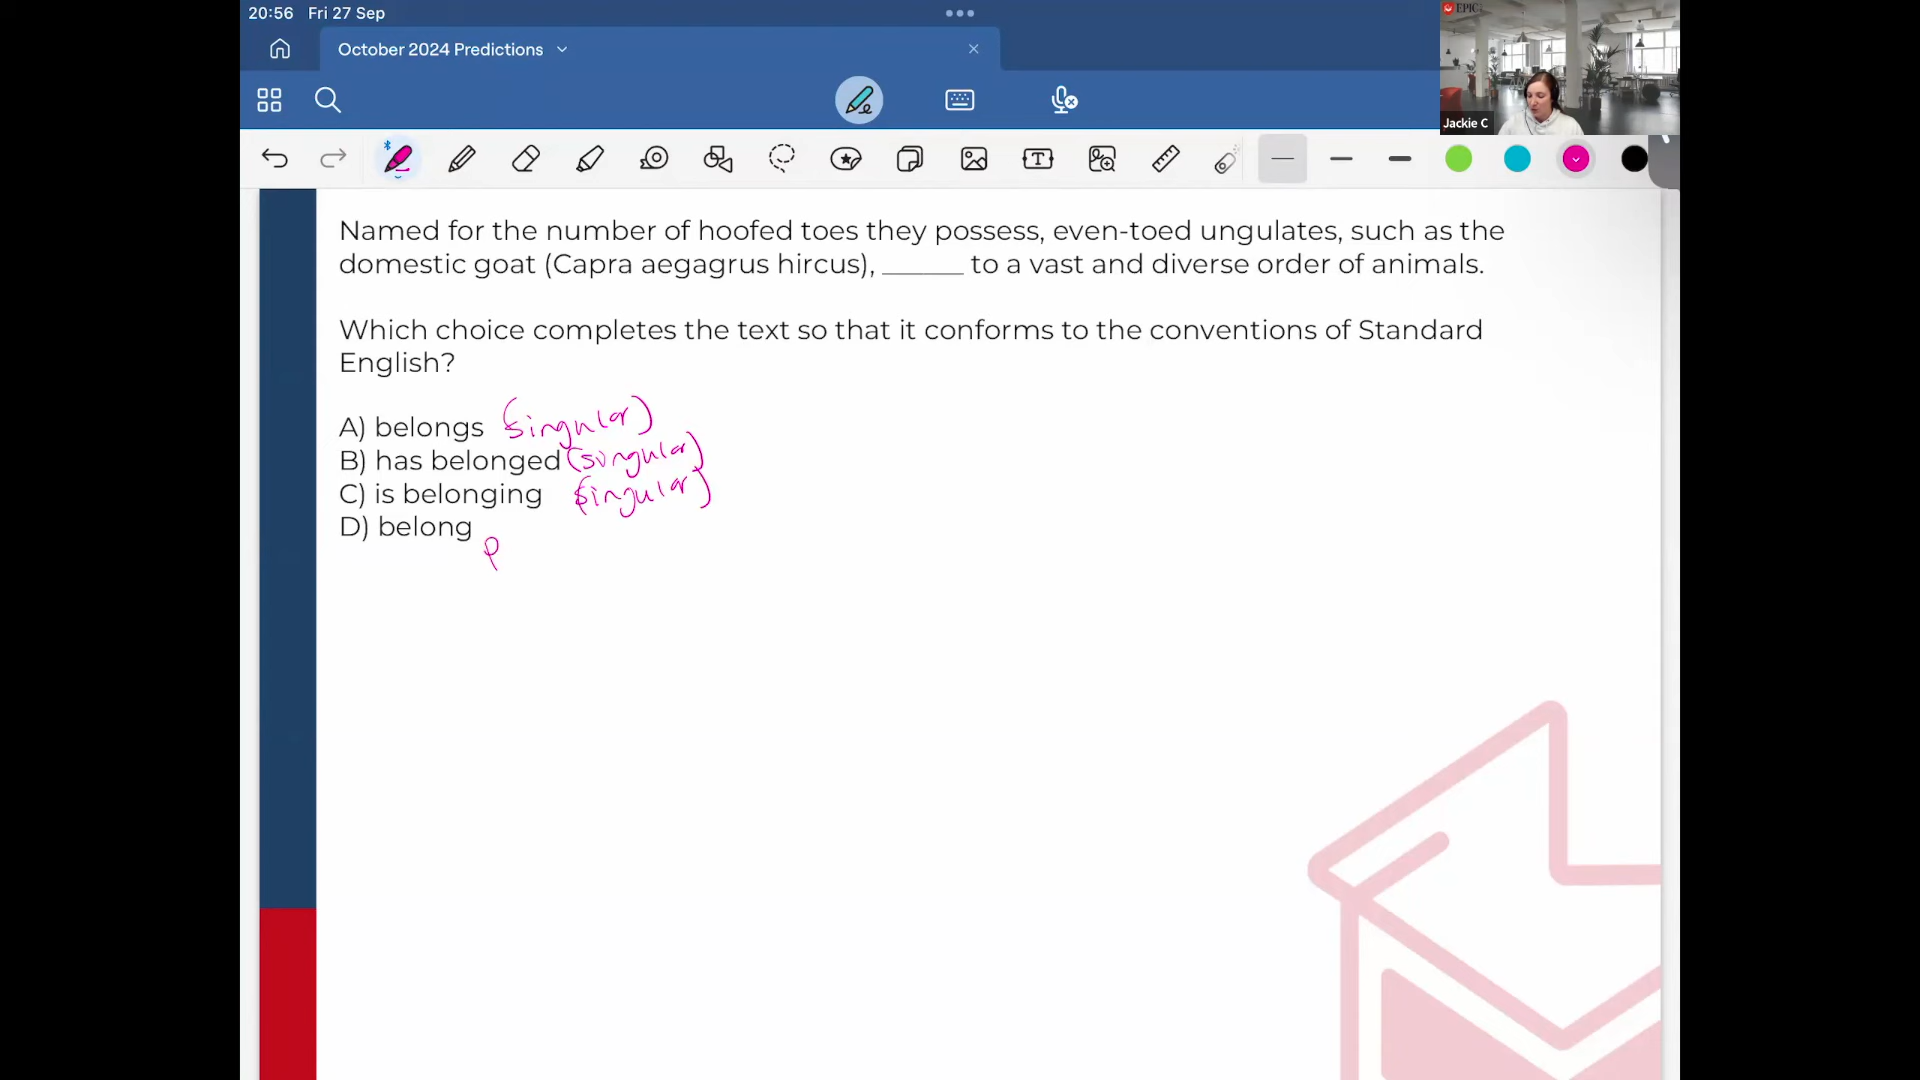 20:56 Fri 27 Sep
October 2024 Predictions
EPIC
Jackie C
Named for the number of hoofed toes they possess, even-toed ungulates, such as the
domestic goat (Capra aegagrus hircus), ______ to a vast and diverse order of animals.
Which choice completes the text so that it conforms to the conventions of Standard
English?
A) belongs (singular)
B) has belonged (singular)
C) is belonging (singular)
D) belong
P